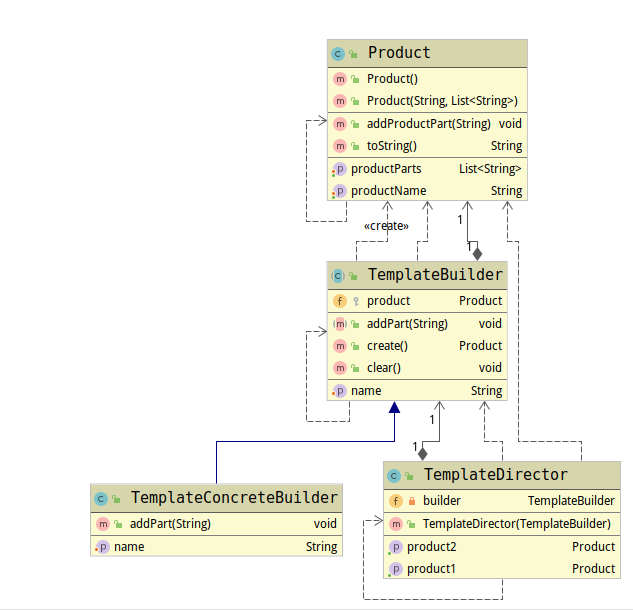 Product
Product()
Product(String, List<String>)
addProductPart(String) void
toString() String
productParts List<String>
productName String
«create»
1
1
TemplateBuilder
product Product
addPart(String) void
create() Product
clear() void
name String
1
1
TemplateConcreteBuilder
addPart(String) void
name String
TemplateDirector
builder TemplateBuilder
TemplateDirector(TemplateBuilder)
product2 Product
product1 Product